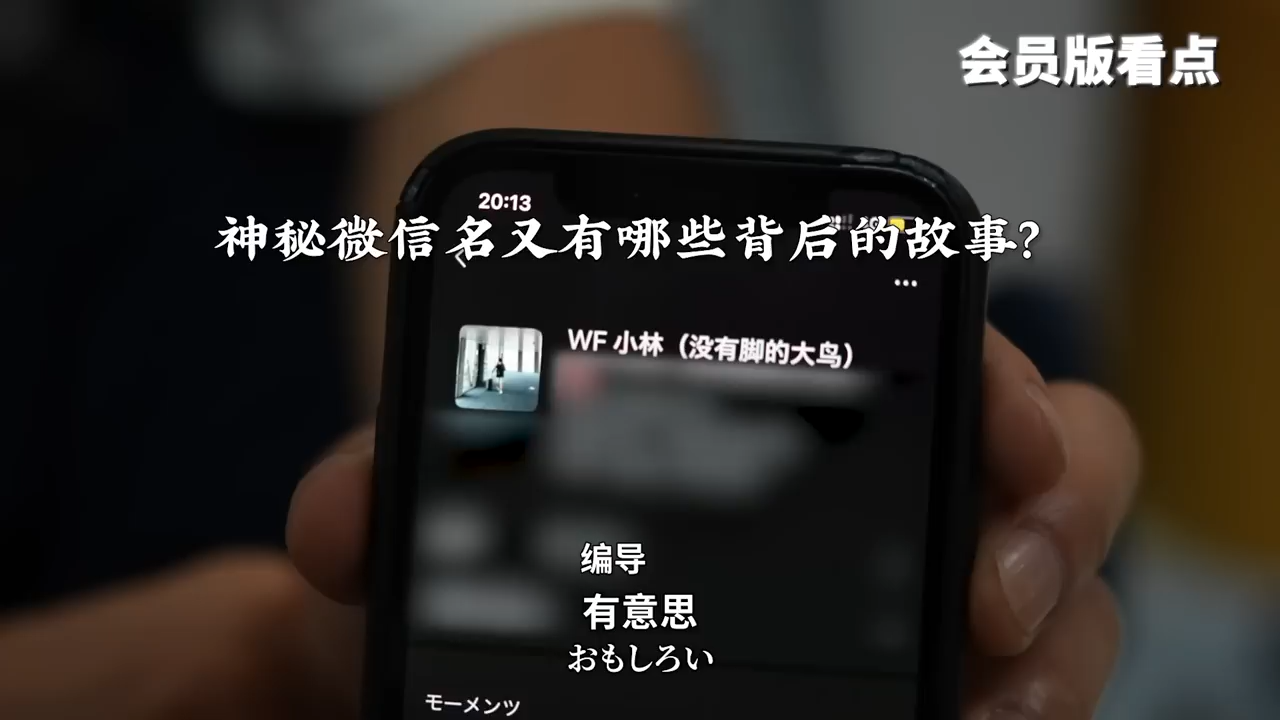 会员版看点
20:13
神秘微信名又有哪些背后的故事?
WF 小林（没有脚的大鸟）
编导
有意思
おもしろい
モーメンツ